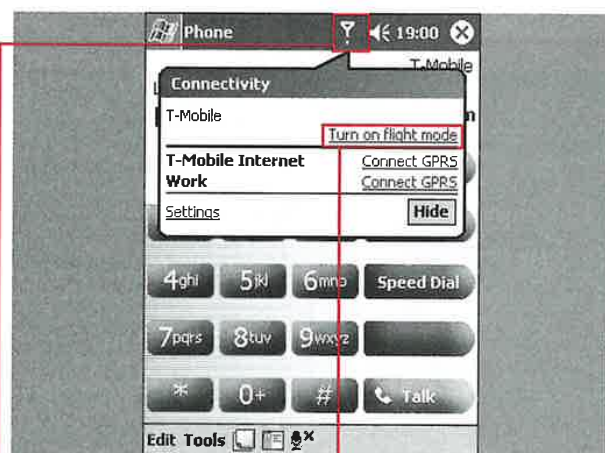 Phone 19:00
T-Mobile
Connectivity
T-Mobile
Turn on flight mode
T-Mobile Internet Connect GPRS
Work Connect GPRS
Settings Hide
4ghi 5jkl 6mno Speed Dial
7pqrs 8tuv 9wxyz
* 0+ # Talk
Edit Tools